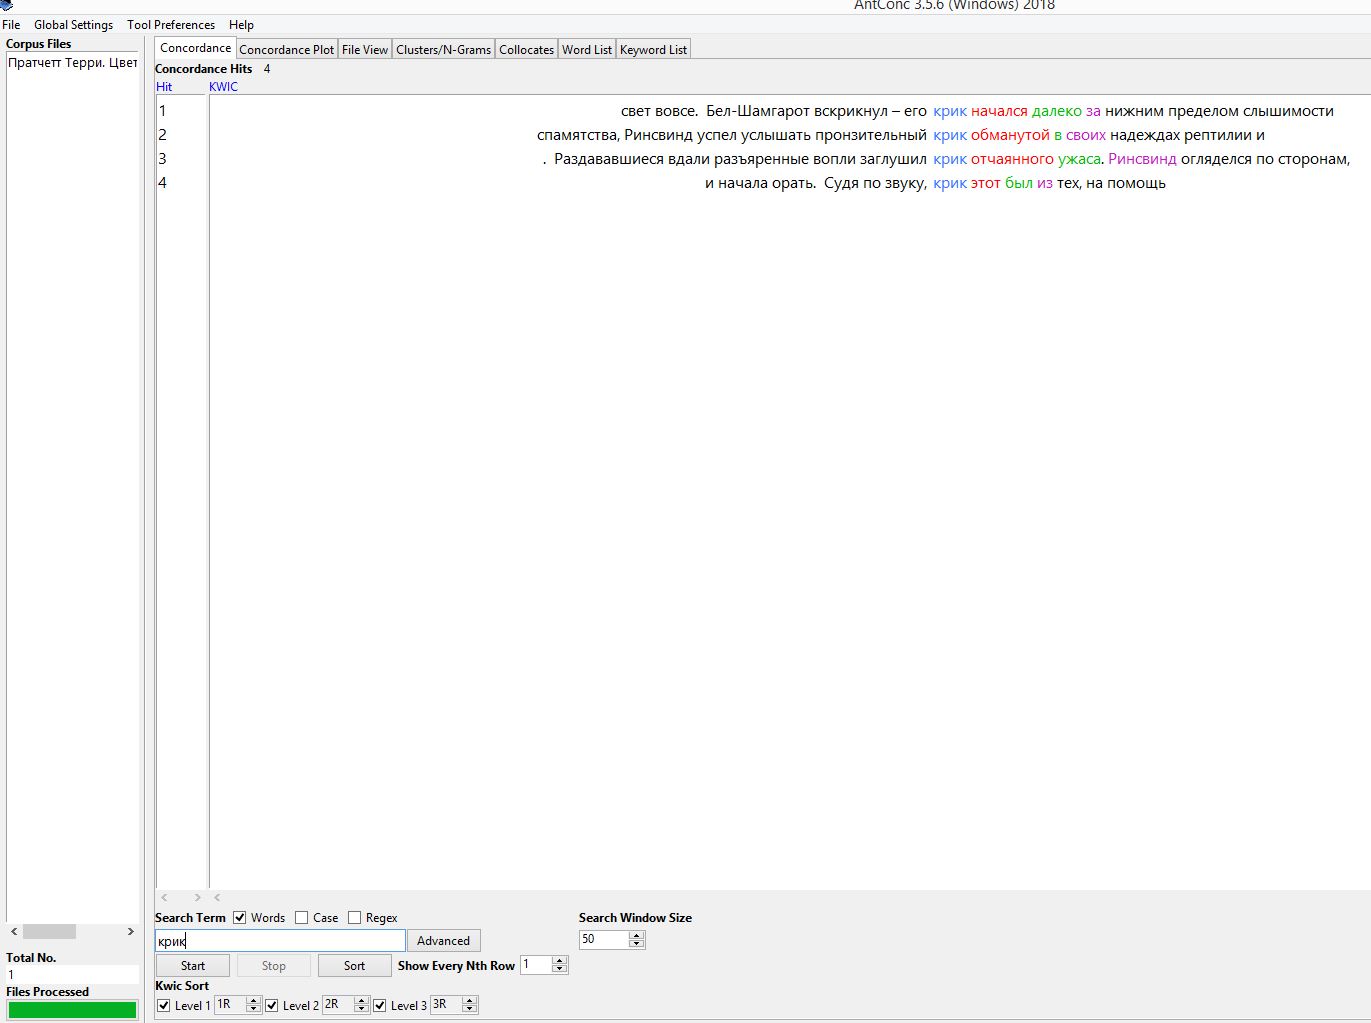 AntConc 3.5.6 (Windows) 2018
File Global Settings Tool Preferences Help
Corpus Files
Пратчетт Терри. Цвет
Concordance Concordance Plot File View Clusters/N-Grams Collocates Word List Keyword List
Concordance Hits 4
Hit KWIC
1 свет вовсе. Бел-Шамгарот вскрикнул – его крик начался далеко за нижним пределом слышимости
2 спамятства, Ринсвинд успел услышать пронзительный крик обманутой в своих надеждах рептилии и
3 . Раздававшиеся вдали разъяренные вопли заглушил крик отчаянного ужаса. Ринсвинд огляделся по сторонам,
4 и начала орать. Судя по звуку, крик этот был из тех, на помощь
Search Term Words Case Regex Search Window Size
крик Advanced 50
Start Stop Sort Show Every Nth Row 1
Kwic Sort
Level 1 1R Level 2 2R Level 3 3R
Total No.
1
Files Processed